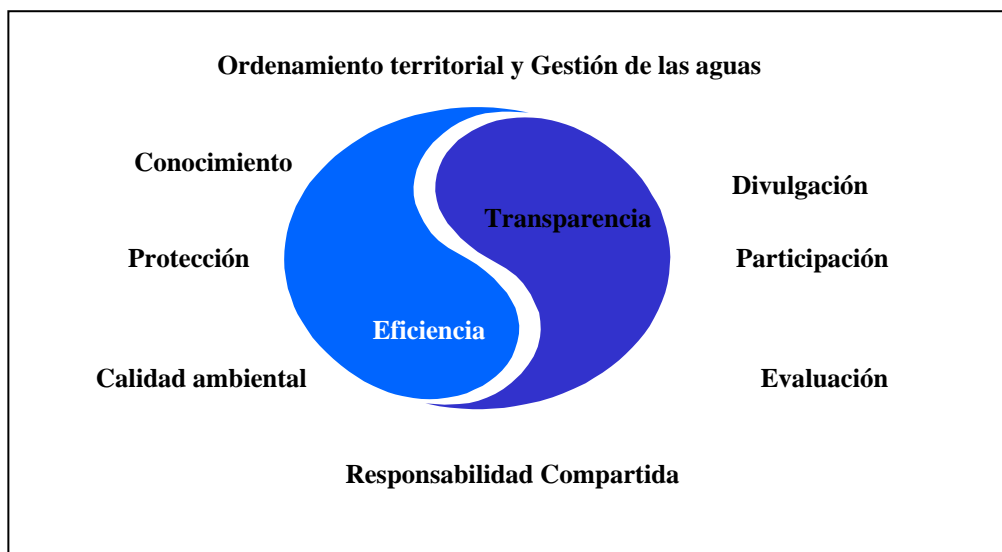 Ordenamiento territorial y Gestión de las aguas
Conocimiento
Divulgación
Transparencia
Protección
Participación
Eficiencia
Calidad ambiental
Evaluación
Responsabilidad Compartida